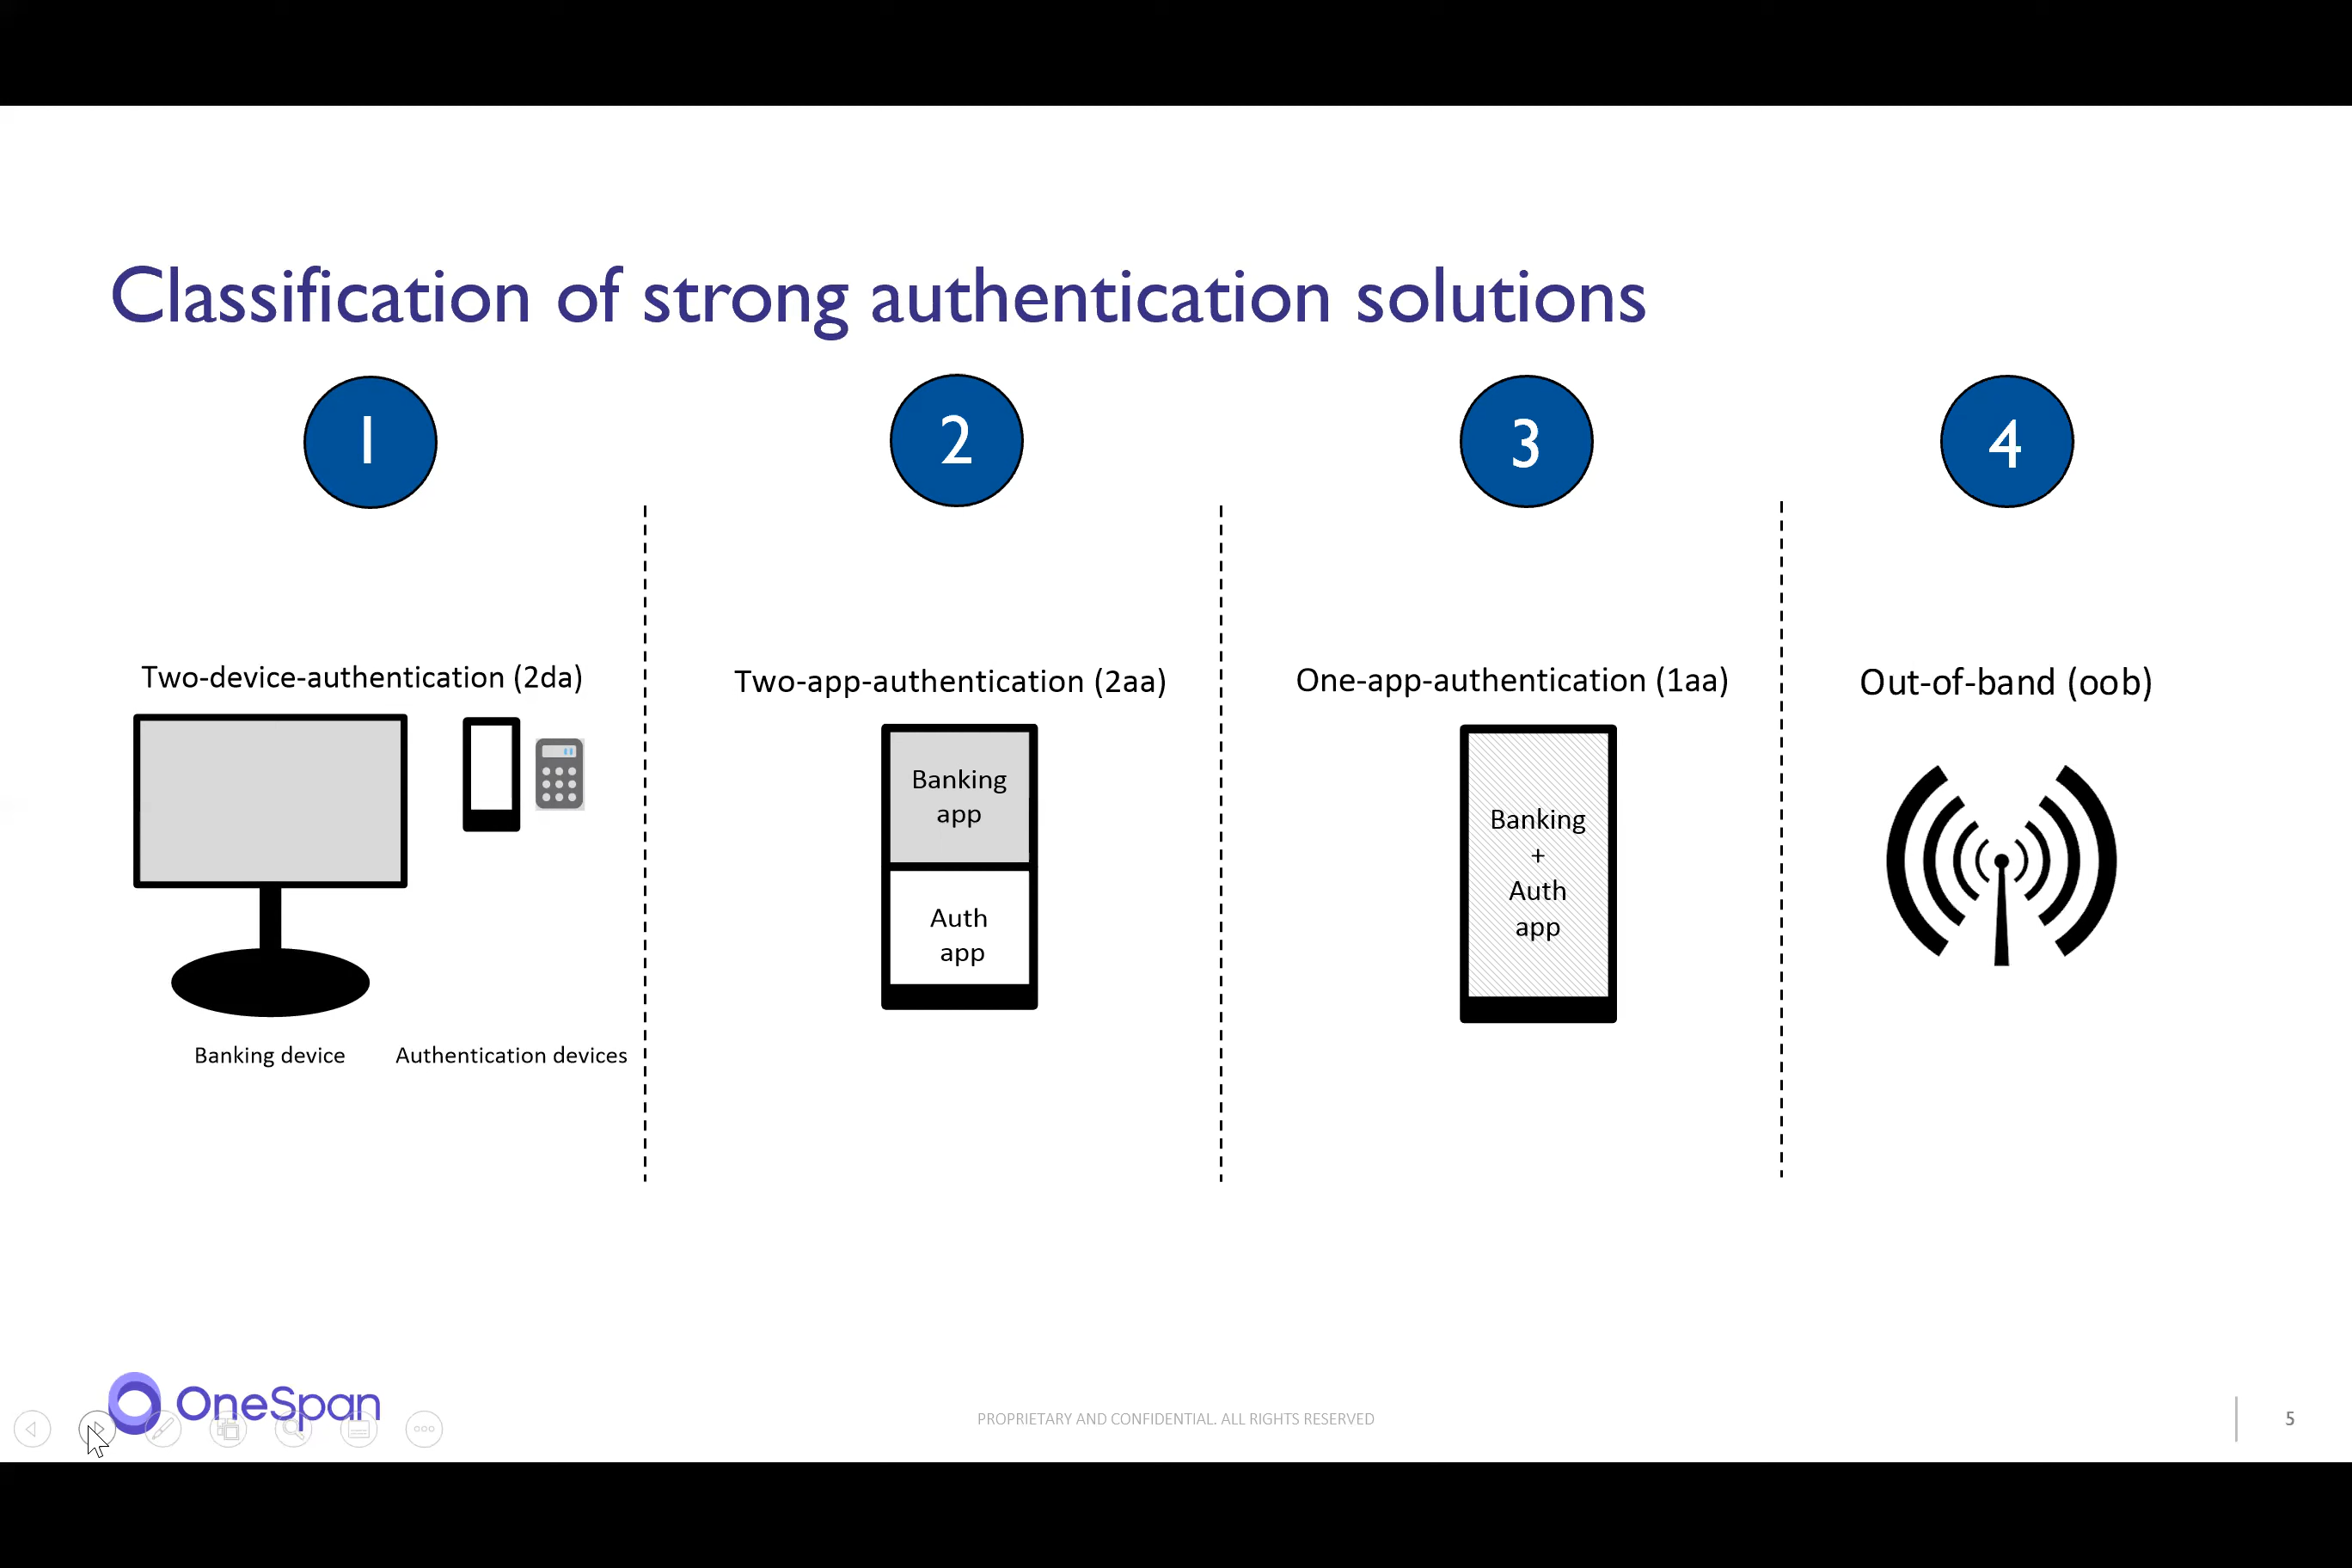 Classification of strong authentication solutions
1
2
3
4
Two-device-authentication (2da)
Two-app-authentication (2aa)
One-app-authentication (1aa)
Out-of-band (oob)
Banking
app
Auth
app
Banking
+
Auth
app
Banking device
Authentication devices
OneSpan
PROPRIETARY AND CONFIDENTIAL. ALL RIGHTS RESERVED
5